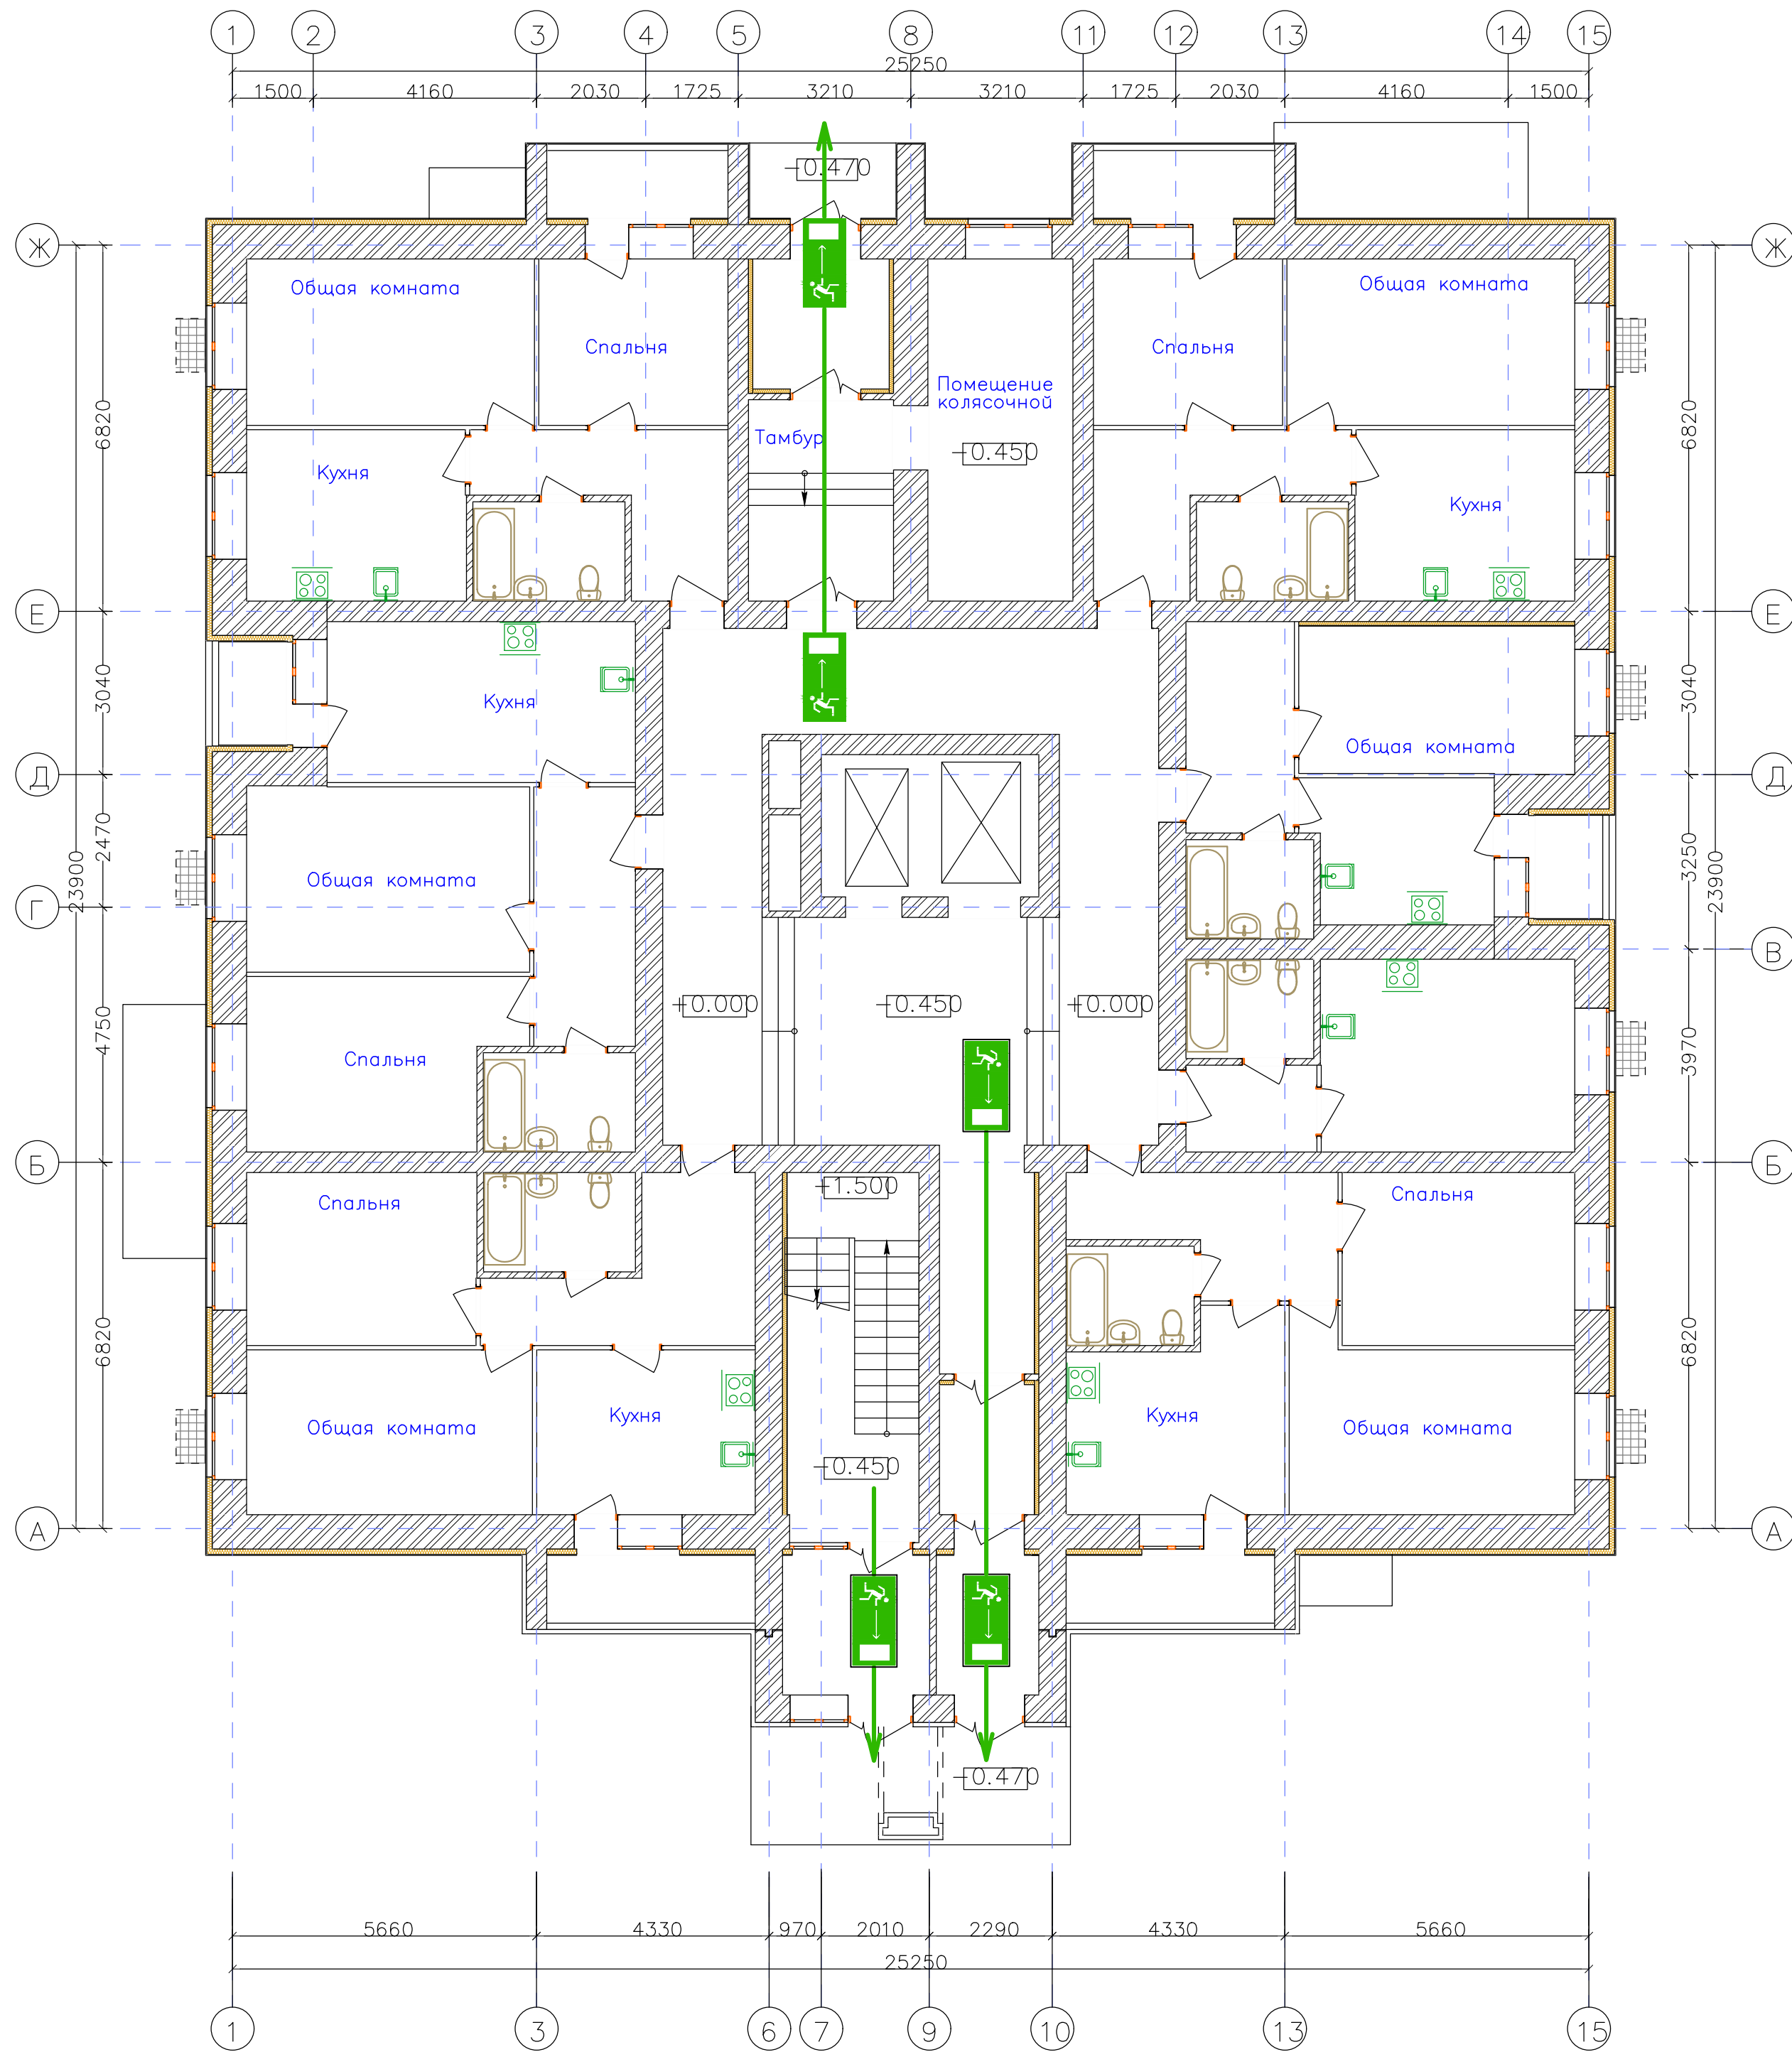 1 2 3 4 5 8 11 12 13 14 15
25250
1500 4160 2030 1725 3210 3210 1725 2030 4160 1500
-0.470
Ж Ж
Общая комната Общая комната
Спальня Спальня
Помещение
колясочной
6820 6820
Тамбур
-0.450
Кухня
Кухня
Е Е
3040 3040
Кухня
Общая комната
Д Д
2470 3250
23900 23900
Общая комната
Г
В
+0.000 -0.450 +0.000
4750 3970
Спальня
Б Б
+1.500
Спальня
Спальня
6820 6820
Общая комната Кухня Кухня Общая комната
-0.450
А А
-0.470
5660 4330 970 2010 2290 4330 5660
25250
1 3 6 7 9 10 13 15